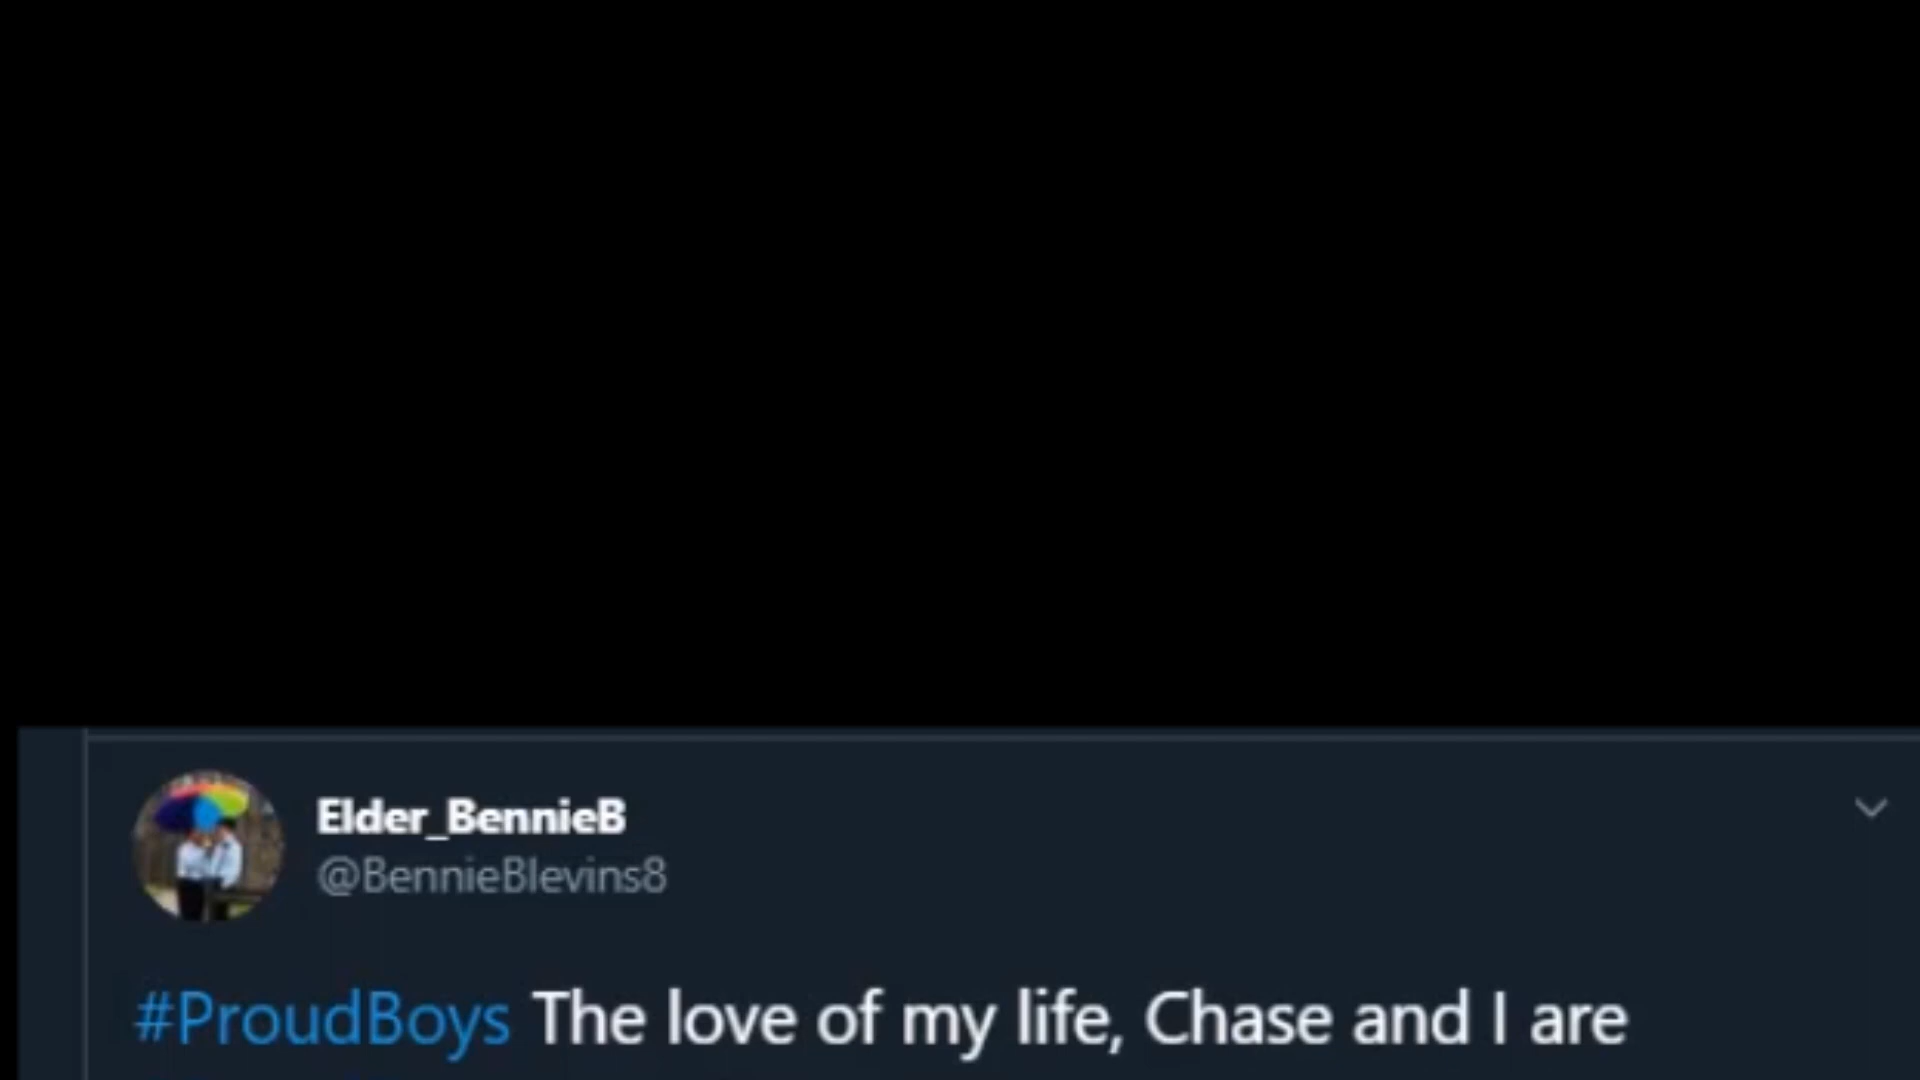 Elder_BennieB
@BennieBlevins8
#ProudBoys The love of my life, Chase and I are